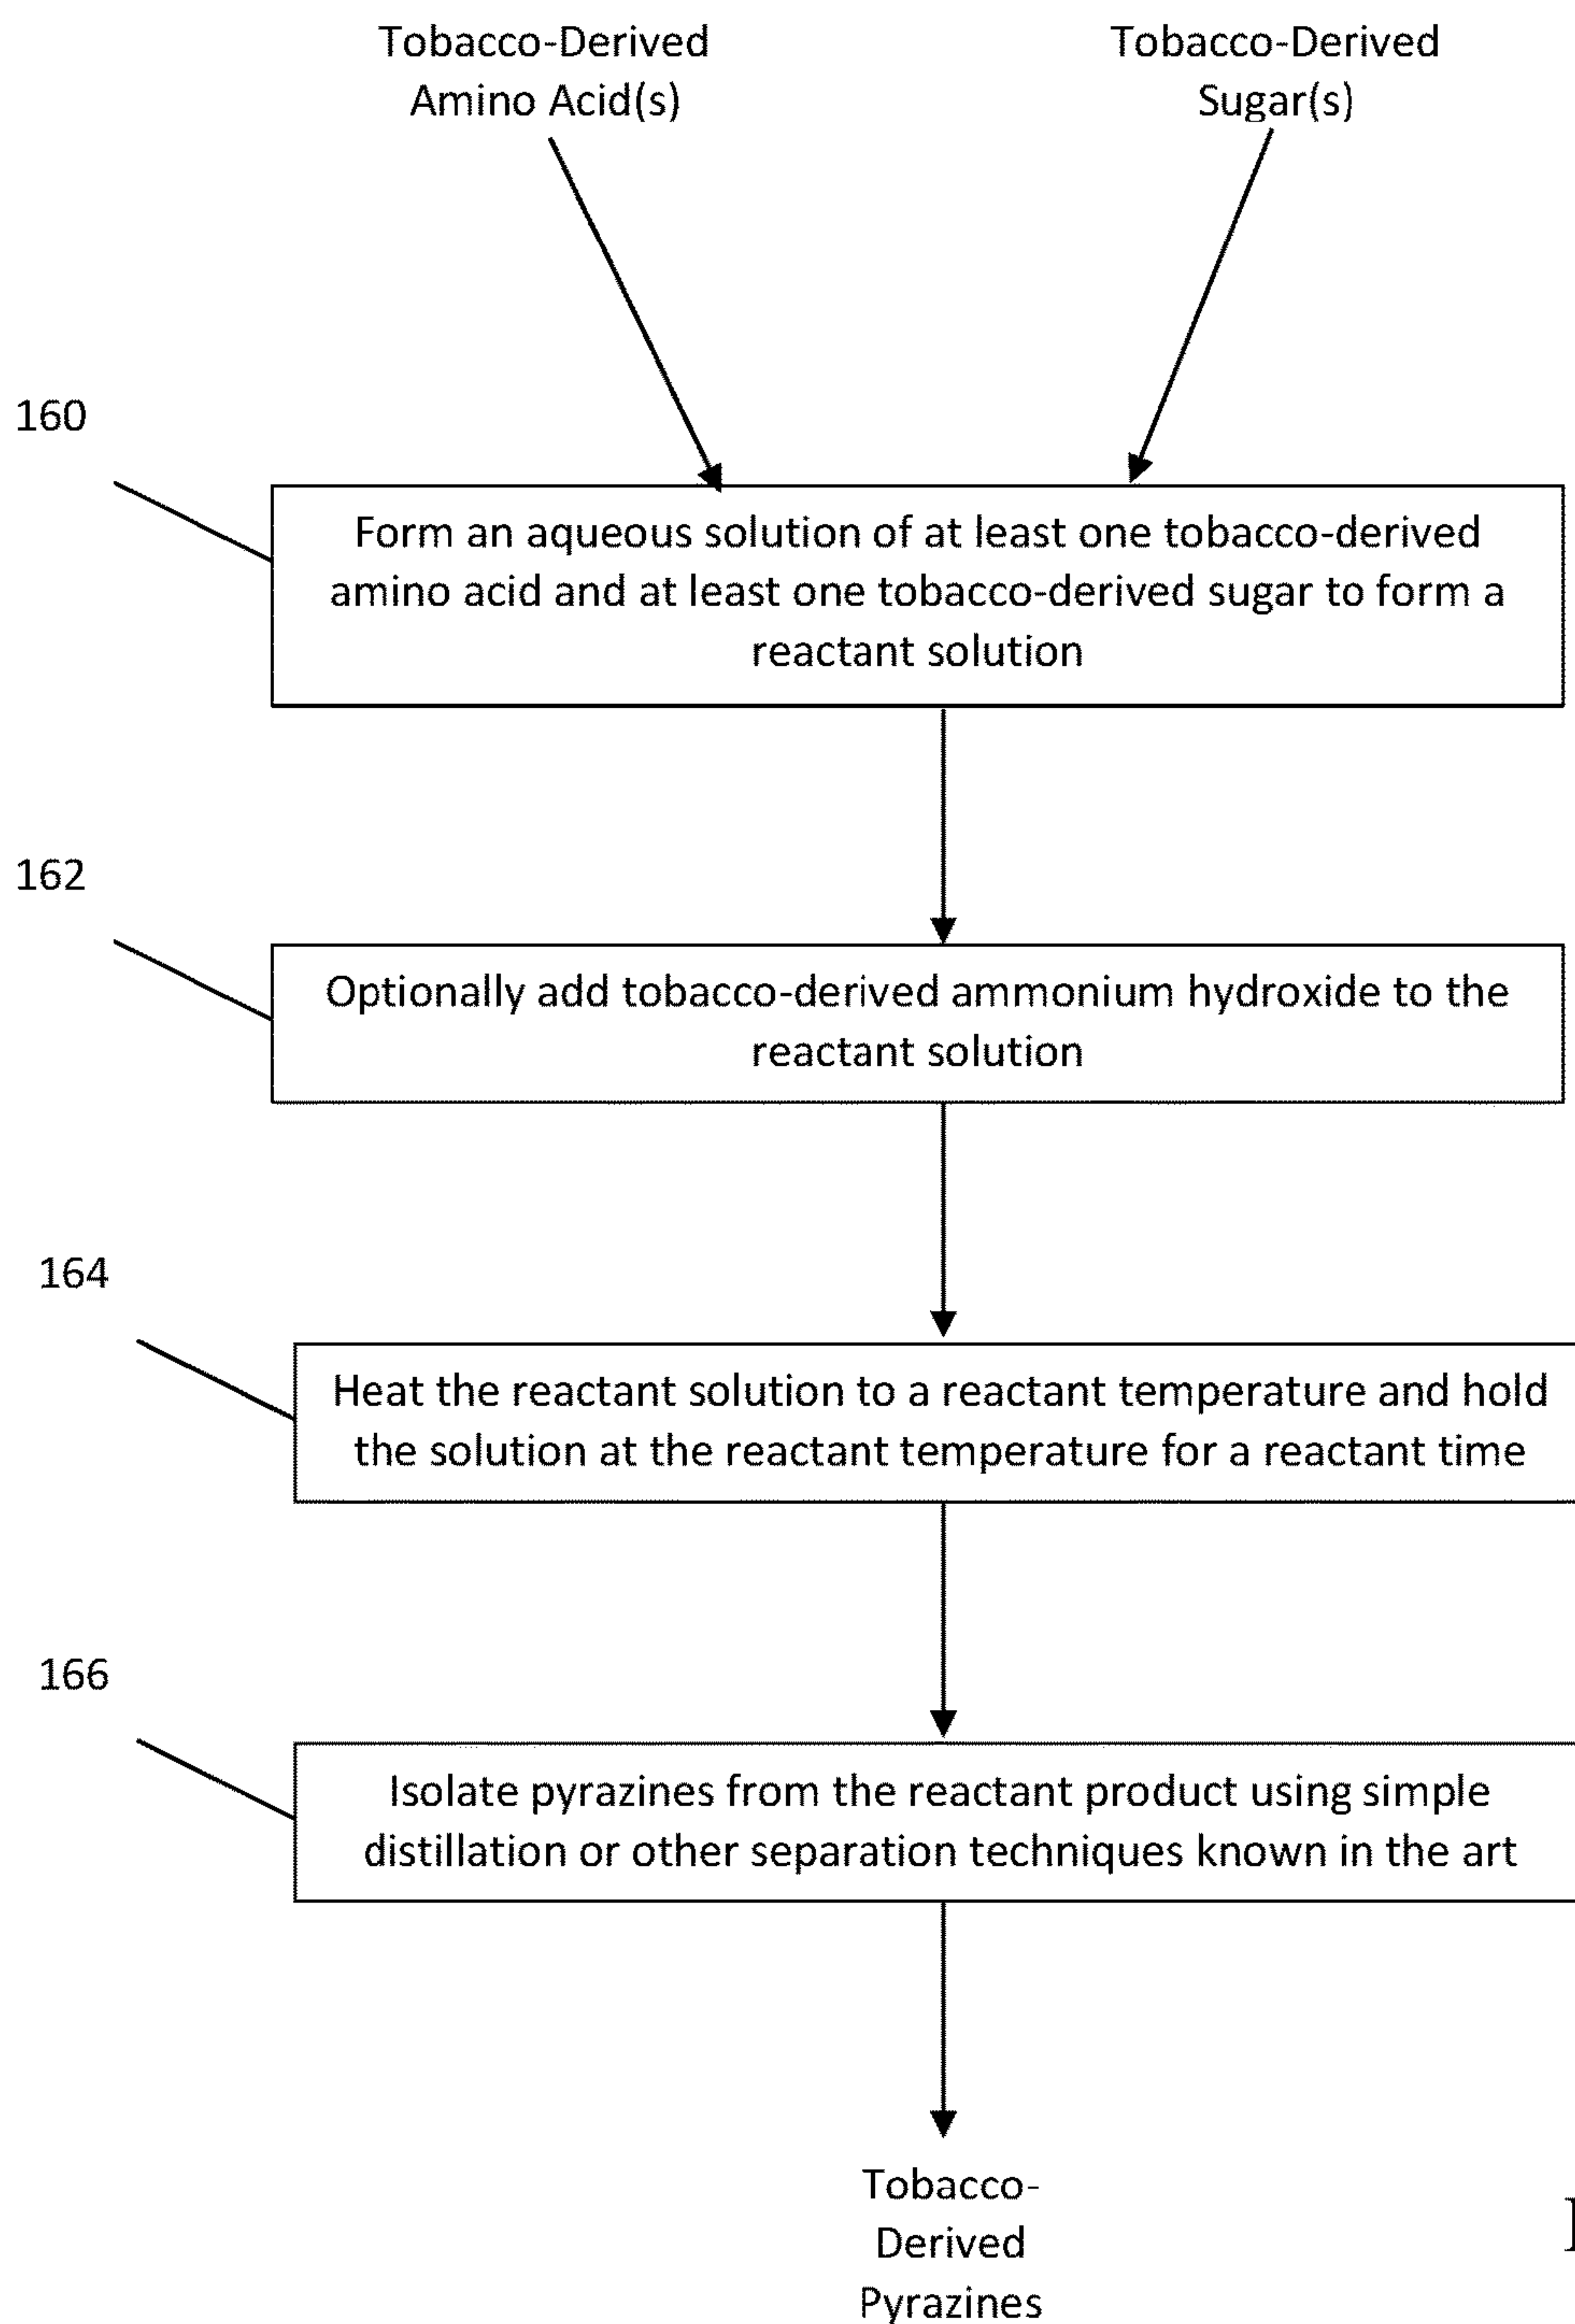 Tobacco-Derived
Amino Acid(s)
Tobacco-Derived
Sugar(s)
160
Form an aqueous solution of at least one tobacco-derived
amino acid and at least one tobacco-derived sugar to form a
reactant solution
162
Optionally add tobacco-derived ammonium hydroxide to the
reactant solution
164
Heat the reactant solution to a reactant temperature and hold
the solution at the reactant temperature for a reactant time
166
Isolate pyrazines from the reactant product using simple
distillation or other separation techniques known in the art
Tobacco-
Derived
Pyrazines